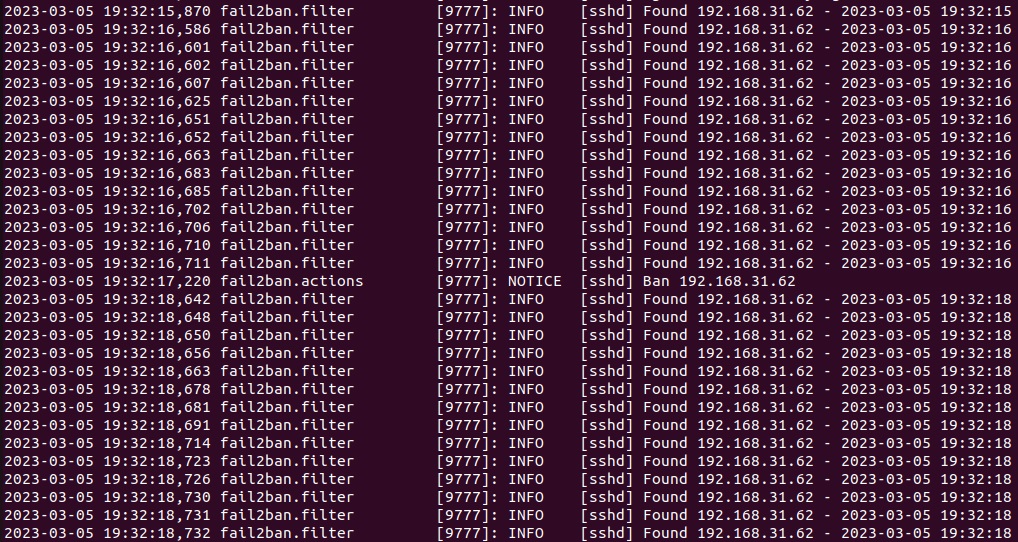 2023-03-05 19:32:15,870 fail2ban.filter         [9777]: INFO    [sshd] Found 192.168.31.62 - 2023-03-05 19:32:15
2023-03-05 19:32:16,586 fail2ban.filter         [9777]: INFO    [sshd] Found 192.168.31.62 - 2023-03-05 19:32:16
2023-03-05 19:32:16,601 fail2ban.filter         [9777]: INFO    [sshd] Found 192.168.31.62 - 2023-03-05 19:32:16
2023-03-05 19:32:16,602 fail2ban.filter         [9777]: INFO    [sshd] Found 192.168.31.62 - 2023-03-05 19:32:16
2023-03-05 19:32:16,607 fail2ban.filter         [9777]: INFO    [sshd] Found 192.168.31.62 - 2023-03-05 19:32:16
2023-03-05 19:32:16,625 fail2ban.filter         [9777]: INFO    [sshd] Found 192.168.31.62 - 2023-03-05 19:32:16
2023-03-05 19:32:16,651 fail2ban.filter         [9777]: INFO    [sshd] Found 192.168.31.62 - 2023-03-05 19:32:16
2023-03-05 19:32:16,652 fail2ban.filter         [9777]: INFO    [sshd] Found 192.168.31.62 - 2023-03-05 19:32:16
2023-03-05 19:32:16,663 fail2ban.filter         [9777]: INFO    [sshd] Found 192.168.31.62 - 2023-03-05 19:32:16
2023-03-05 19:32:16,683 fail2ban.filter         [9777]: INFO    [sshd] Found 192.168.31.62 - 2023-03-05 19:32:16
2023-03-05 19:32:16,685 fail2ban.filter         [9777]: INFO    [sshd] Found 192.168.31.62 - 2023-03-05 19:32:16
2023-03-05 19:32:16,702 fail2ban.filter         [9777]: INFO    [sshd] Found 192.168.31.62 - 2023-03-05 19:32:16
2023-03-05 19:32:16,706 fail2ban.filter         [9777]: INFO    [sshd] Found 192.168.31.62 - 2023-03-05 19:32:16
2023-03-05 19:32:16,710 fail2ban.filter         [9777]: INFO    [sshd] Found 192.168.31.62 - 2023-03-05 19:32:16
2023-03-05 19:32:16,711 fail2ban.filter         [9777]: INFO    [sshd] Found 192.168.31.62 - 2023-03-05 19:32:16
2023-03-05 19:32:17,220 fail2ban.actions        [9777]: NOTICE  [sshd] Ban 192.168.31.62
2023-03-05 19:32:18,642 fail2ban.filter         [9777]: INFO    [sshd] Found 192.168.31.62 - 2023-03-05 19:32:18
2023-03-05 19:32:18,648 fail2ban.filter         [9777]: INFO    [sshd] Found 192.168.31.62 - 2023-03-05 19:32:18
2023-03-05 19:32:18,650 fail2ban.filter         [9777]: INFO    [sshd] Found 192.168.31.62 - 2023-03-05 19:32:18
2023-03-05 19:32:18,656 fail2ban.filter         [9777]: INFO    [sshd] Found 192.168.31.62 - 2023-03-05 19:32:18
2023-03-05 19:32:18,663 fail2ban.filter         [9777]: INFO    [sshd] Found 192.168.31.62 - 2023-03-05 19:32:18
2023-03-05 19:32:18,678 fail2ban.filter         [9777]: INFO    [sshd] Found 192.168.31.62 - 2023-03-05 19:32:18
2023-03-05 19:32:18,681 fail2ban.filter         [9777]: INFO    [sshd] Found 192.168.31.62 - 2023-03-05 19:32:18
2023-03-05 19:32:18,691 fail2ban.filter         [9777]: INFO    [sshd] Found 192.168.31.62 - 2023-03-05 19:32:18
2023-03-05 19:32:18,714 fail2ban.filter         [9777]: INFO    [sshd] Found 192.168.31.62 - 2023-03-05 19:32:18
2023-03-05 19:32:18,723 fail2ban.filter         [9777]: INFO    [sshd] Found 192.168.31.62 - 2023-03-05 19:32:18
2023-03-05 19:32:18,726 fail2ban.filter         [9777]: INFO    [sshd] Found 192.168.31.62 - 2023-03-05 19:32:18
2023-03-05 19:32:18,730 fail2ban.filter         [9777]: INFO    [sshd] Found 192.168.31.62 - 2023-03-05 19:32:18
2023-03-05 19:32:18,731 fail2ban.filter         [9777]: INFO    [sshd] Found 192.168.31.62 - 2023-03-05 19:32:18
2023-03-05 19:32:18,732 fail2ban.filter         [9777]: INFO    [sshd] Found 192.168.31.62 - 2023-03-05 19:32:18